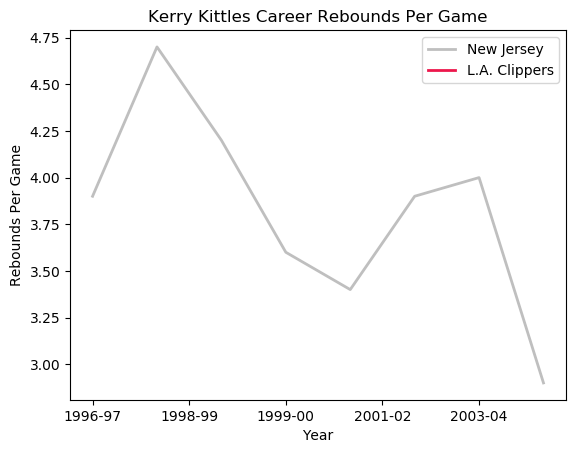 Kerry Kittles Career Rebounds Per Game
New Jersey
L.A. Clippers
Rebounds Per Game
4.75
4.50
4.25
4.00
3.75
3.50
3.25
3.00
1996-97 1998-99 1999-00 2001-02 2003-04
Year